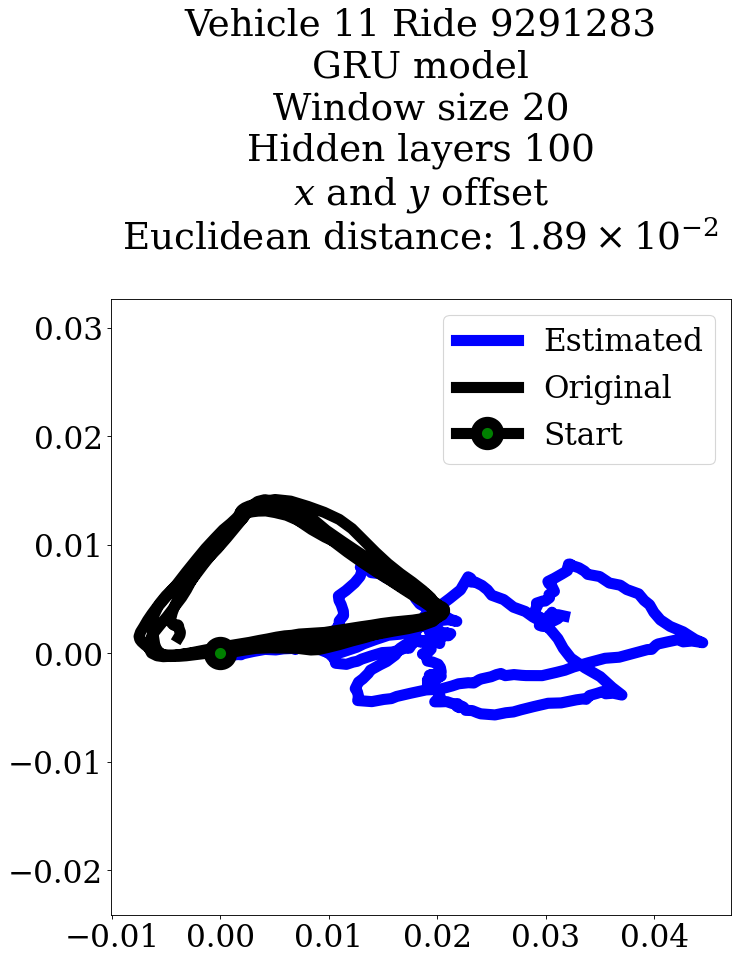 Vehicle 11 Ride 9291283
GRU model
Window size 20
Hidden layers 100
x and y offset
Euclidean distance: 1.89 × 10⁻²
Estimated
Original
Start
0.03
0.02
0.01
0.00
−0.01
−0.02
−0.01 0.00 0.01 0.02 0.03 0.04